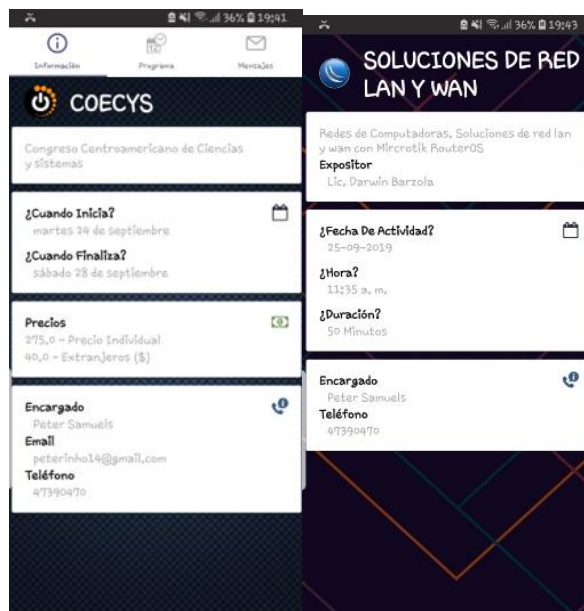 36% 19:41
Información
Programa
Mensajes
COECYS
Congreso Centroamericano de Ciencias
y sistemas
¿Cuando Inicia?
martes 24 de septiembre
¿Cuando Finaliza?
sábado 28 de septiembre
Precios
275.0 - Precio Individual
40.0 - Extranjeros ($)
Encargado
Peter Samuels
Email
peterinho14@gmail.com
Teléfono
47390470
36% 19:43
SOLUCIONES DE RED
LAN Y WAN
Redes de Computadoras, Soluciones de red lan
y wan con Mircrotik RouterOS
Expositor
Lic. Darwin Barzola
¿Fecha De Actividad?
25-09-2019
¿Hora?
11:35 a. m.
¿Duración?
50 Minutos
Encargado
Peter Samuels
Teléfono
47390470